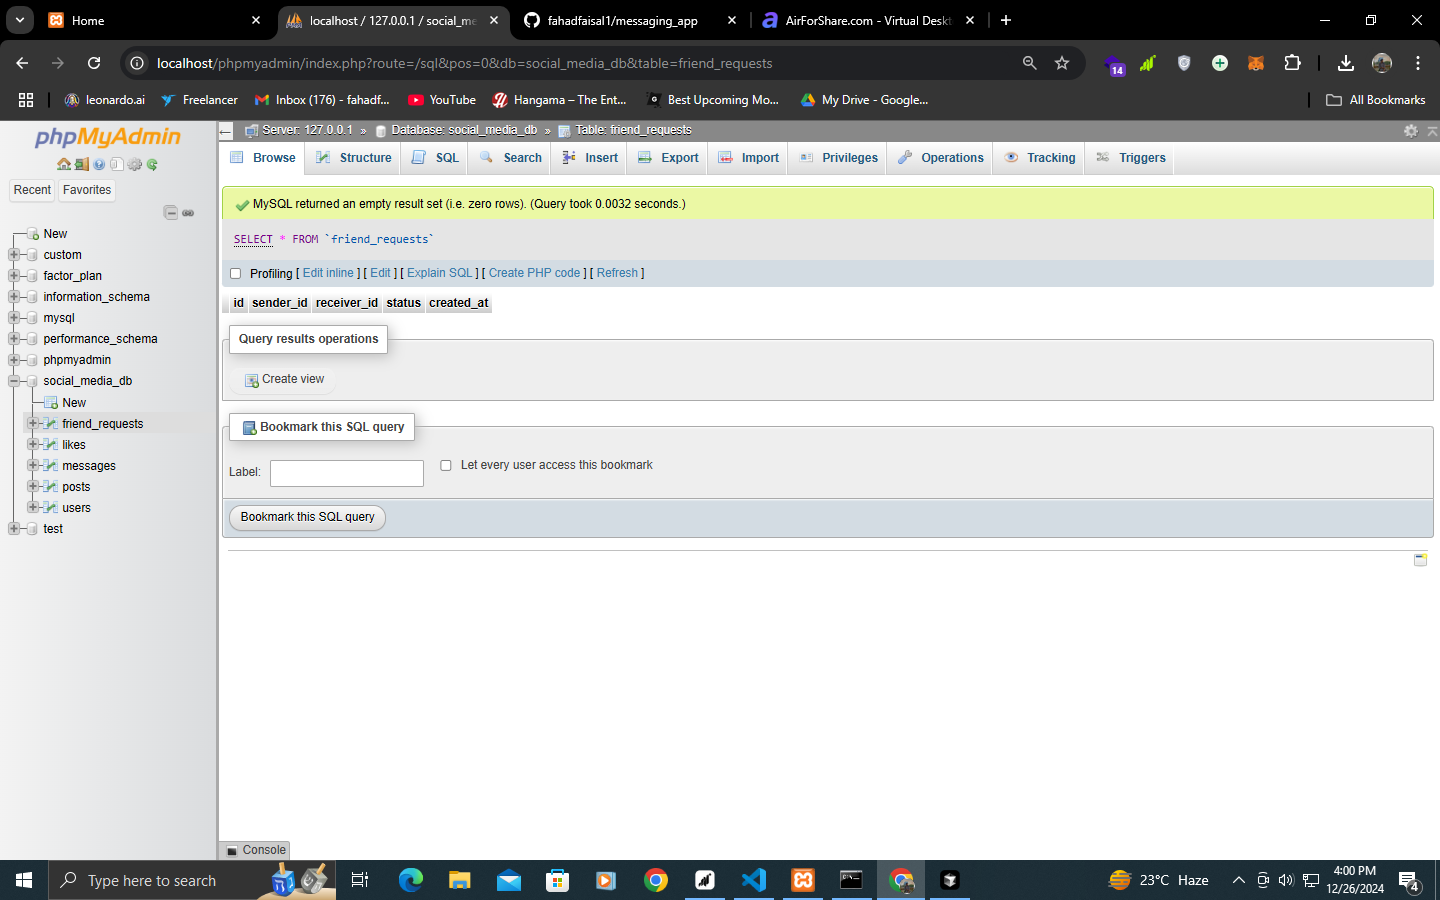 Home
localhost / 127.0.0.1 / social_me
fahadfaisal1/messaging_app
AirForShare.com - Virtual Deskt
localhost/phpmyadmin/index.php?route=/sql&pos=0&db=social_media_db&table=friend_requests
14
leonardo.ai
Freelancer
Inbox (176) - fahadf...
YouTube
Hangama – The Ent...
Best Upcoming Mo...
My Drive - Google...
All Bookmarks
phpMyAdmin
Recent
Favorites
New
custom
factor_plan
information_schema
mysql
performance_schema
phpmyadmin
social_media_db
New
friend_requests
likes
messages
posts
users
test
Server: 127.0.0.1 » Database: social_media_db » Table: friend_requests
Browse
Structure
SQL
Search
Insert
Export
Import
Privileges
Operations
Tracking
Triggers
MySQL returned an empty result set (i.e. zero rows). (Query took 0.0032 seconds.)
SELECT * FROM `friend_requests`
Profiling [ Edit inline ] [ Edit ] [ Explain SQL ] [ Create PHP code ] [ Refresh ]
id sender_id receiver_id status created_at
Query results operations
Create view
Bookmark this SQL query
Label:
Let every user access this bookmark
Bookmark this SQL query
Console
Type here to search
23°C Haze
4:00 PM
12/26/2024
4